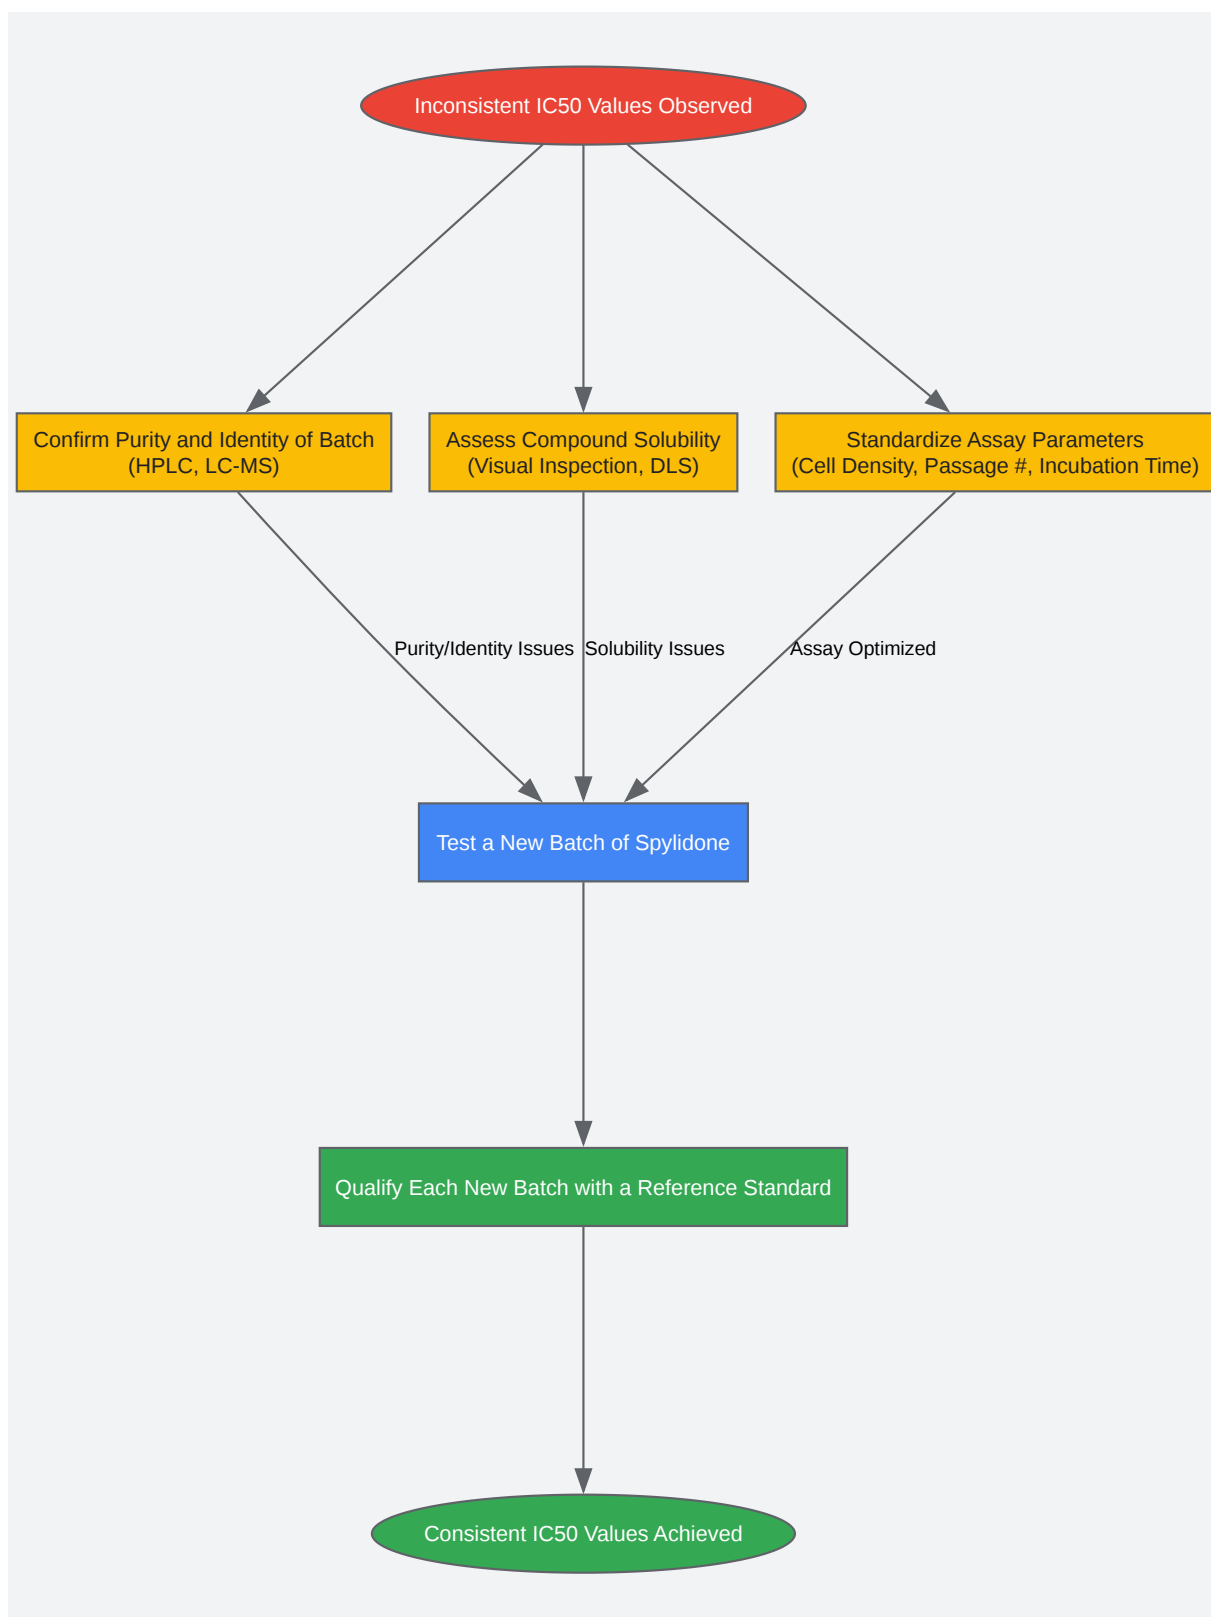 Inconsistent IC50 Values Observed
Confirm Purity and Identity of Batch
(HPLC, LC-MS)
Assess Compound Solubility
(Visual Inspection, DLS)
Standardize Assay Parameters
(Cell Density, Passage #, Incubation Time)
Purity/Identity Issues
Solubility Issues
Assay Optimized
Test a New Batch of Spylidone
Qualify Each New Batch with a Reference Standard
Consistent IC50 Values Achieved